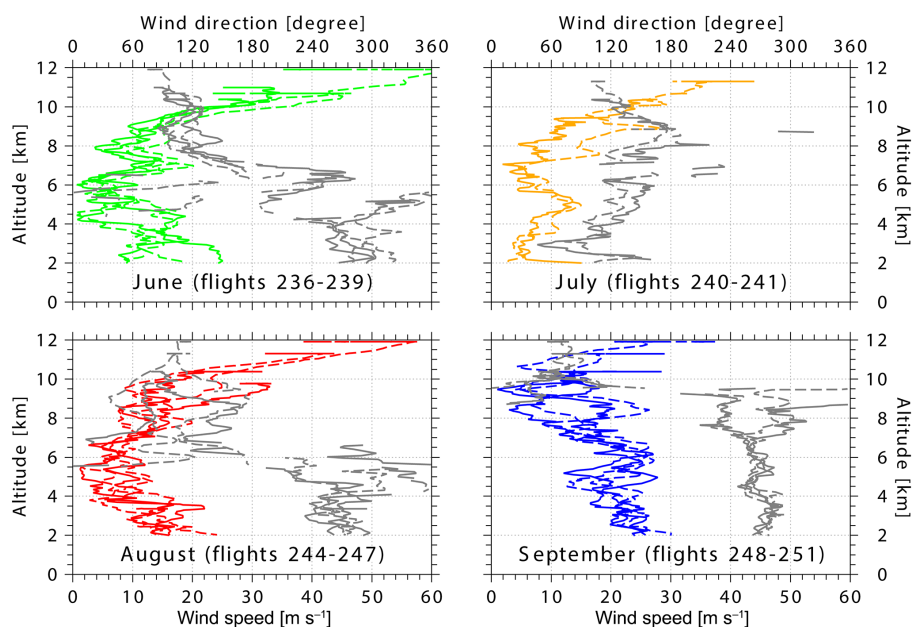 Wind direction [degree] Wind direction [degree]
0 60 120 180 240 300 360 0 60 120 180 240 300 360
12 12
10 10
8 8
6 6
4 4
2 2
0 0
Altitude [km] Altitude [km]
June (flights 236-239) July (flights 240-241)
12 12
10 10
8 8
6 6
4 4
2 2
0 0
Altitude [km] Altitude [km]
August (flights 244-247) September (flights 248-251)
0 10 20 30 40 50 60 0 10 20 30 40 50 60
Wind speed [m s⁻¹] Wind speed [m s⁻¹]